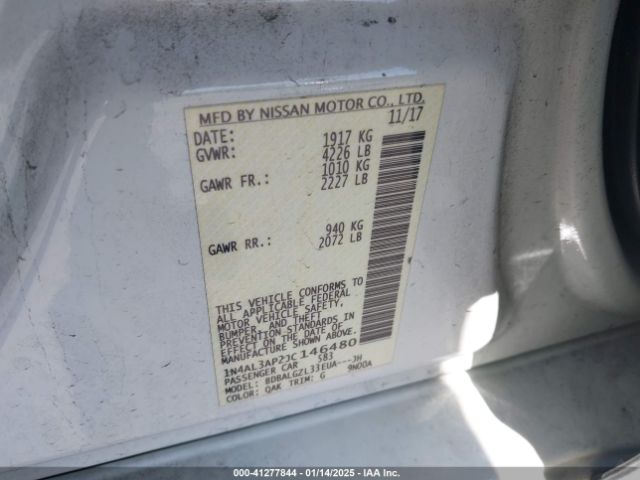 MFD BY NISSAN MOTOR CO., LTD.
DATE: 11/17
GVWR: 1917 KG
4226 LB
GAWR FR.: 1010 KG
2227 LB
GAWR RR.: 940 KG
2072 LB
THIS VEHICLE CONFORMS TO
ALL APPLICABLE FEDERAL
MOTOR VEHICLE SAFETY,
BUMPER, AND THEFT
PREVENTION STANDARDS IN
EFFECT ON THE DATE OF
MANUFACTURE SHOWN ABOVE.
1N4AL3AP2JC146480
PASSENGER CAR 583
MODEL: BDBALGZL33EUA---JH
COLOR: QAK TRIM: G 9N00A
000-41277844 - 01/14/2025 - IAA Inc.